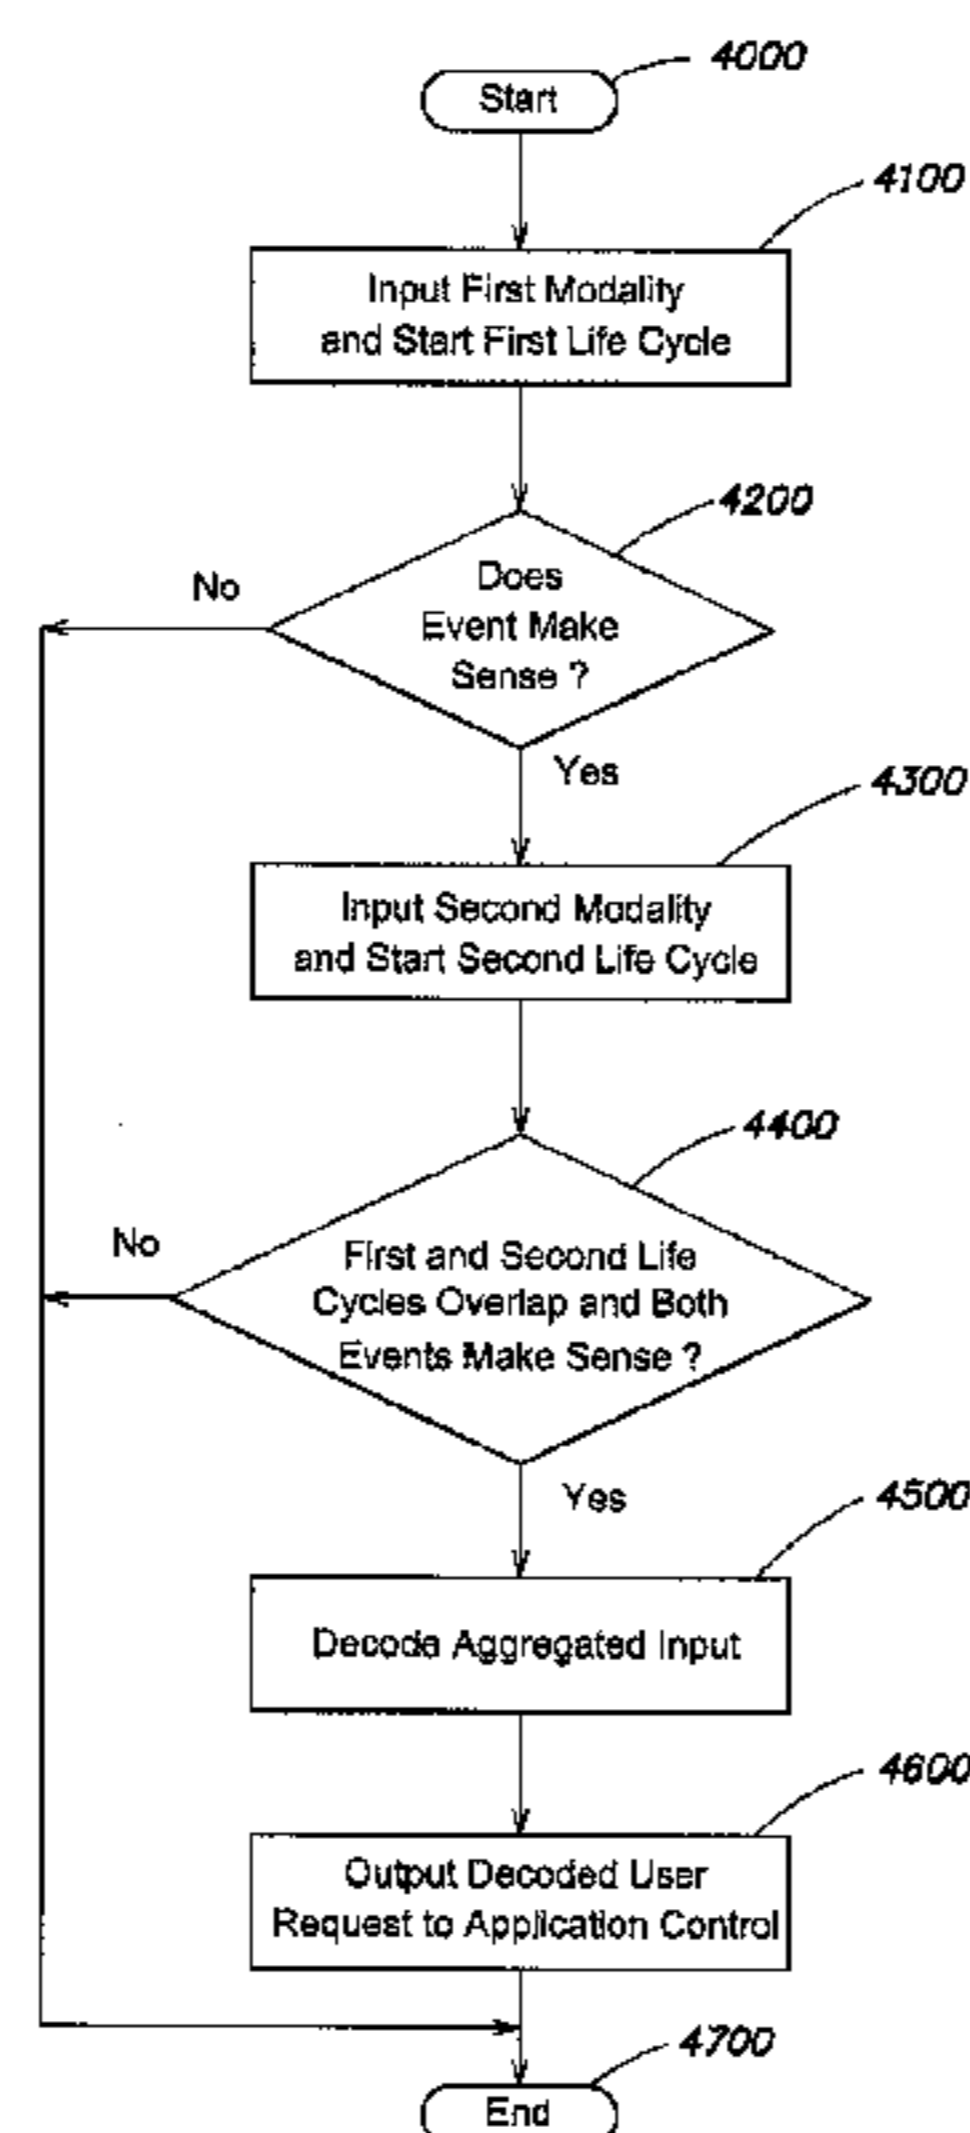 4000
Start
4100
Input First Modality
and Start First Life Cycle
4200
Does
Event Make
Sense ?
No
Yes
4300
Input Second Modality
and Start Second Life Cycle
4400
First and Second Life
Cycles Overlap and Both
Events Make Sense ?
No
Yes
4500
Decode Aggregated Input
4600
Output Decoded User
Request to Application Control
4700
End